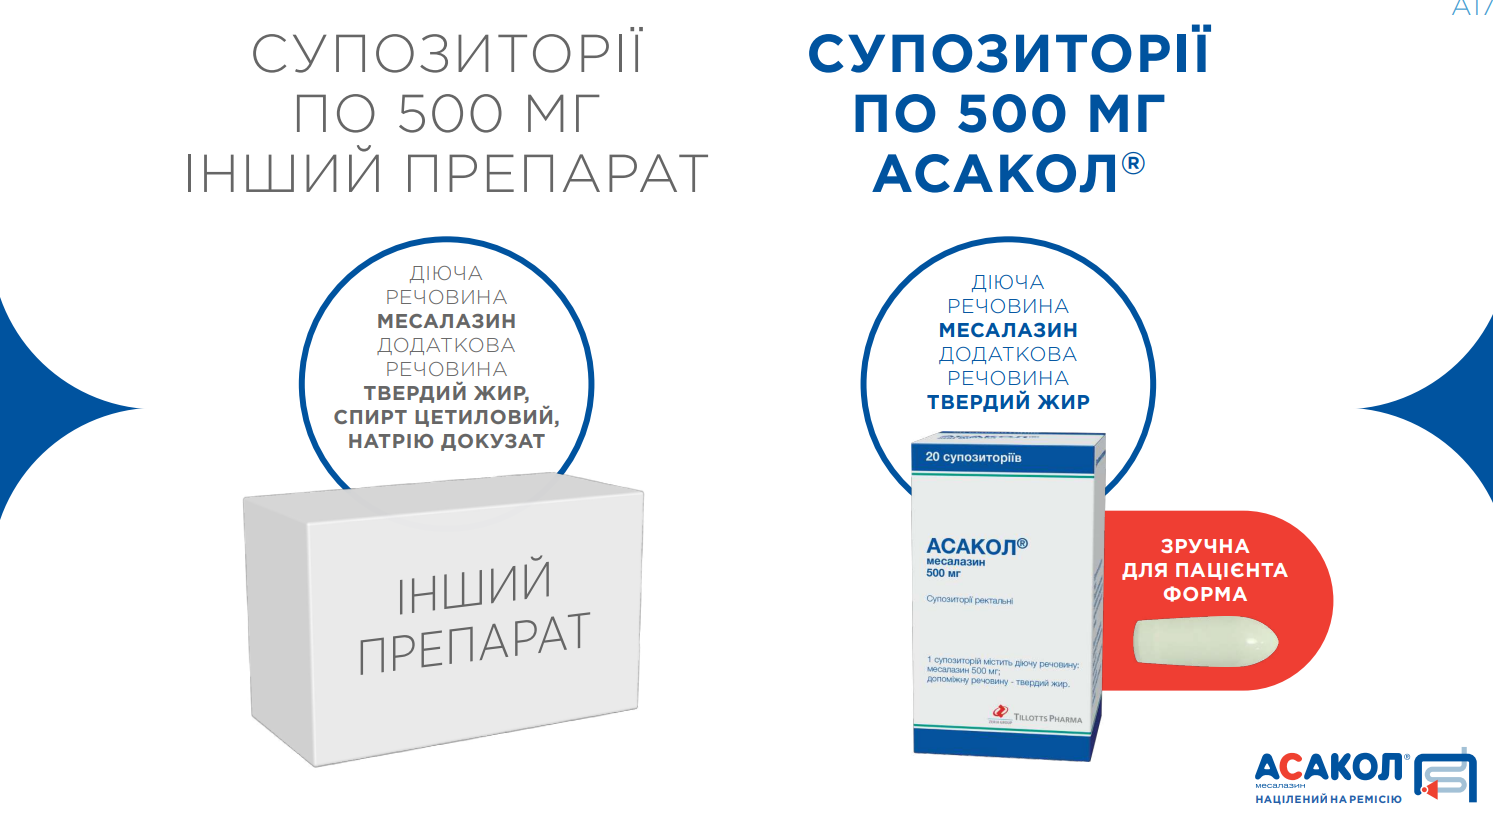 СУПОЗИТОРІЇ
ПО 500 МГ
ІНШИЙ ПРЕПАРАТ
ДІЮЧА
РЕЧОВИНА
МЕСАЛАЗИН
ДОДАТКОВА
РЕЧОВИНА
ТВЕРДИЙ ЖИР,
СПИРТ ЦЕТИЛОВИЙ,
НАТРІЮ ДОКУЗАТ
ІНШИЙ
ПРЕПАРАТ
СУПОЗИТОРІЇ
ПО 500 МГ
АСАКОЛ®
ДІЮЧА
РЕЧОВИНА
МЕСАЛАЗИН
ДОДАТКОВА
РЕЧОВИНА
ТВЕРДИЙ ЖИР
20 супозиторіїв
АСАКОЛ®
месалазин
500 мг
Супозиторії ректальні
1 супозиторій містить діючу речовину:
месалазин 500 мг;
допоміжну речовину - твердий жир.
TILLOTTS PHARMA
ЗРУЧНА
ДЛЯ ПАЦІЄНТА
ФОРМА
АСАКОЛ®
месалазин
НАЦІЛЕНИЙ НА РЕМІСІЮ